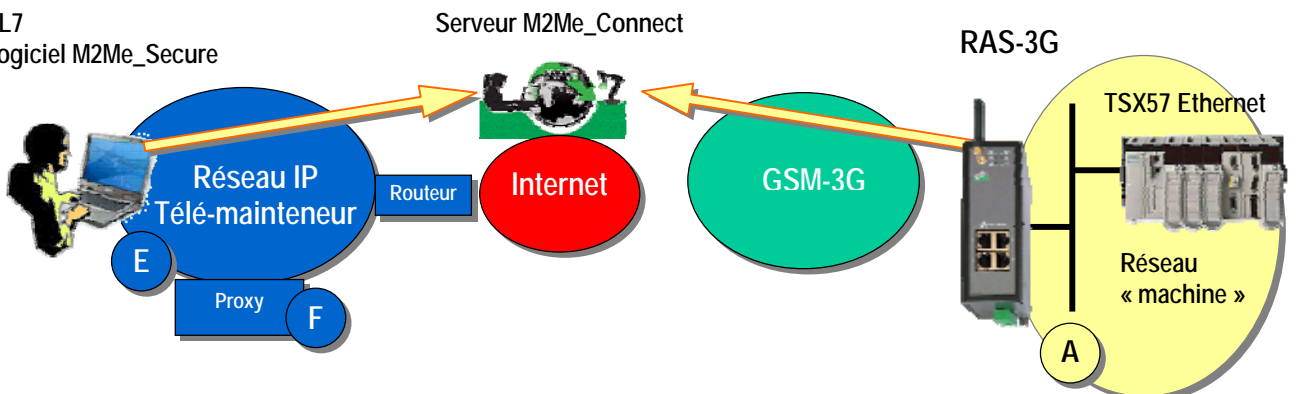 L7
ogiciel M2Me_Secure
Serveur M2Me_Connect
RAS-3G
TSX57 Ethernet
Réseau IP
Télé-mainteneur
Routeur
Internet
GSM-3G
E
Proxy
F
Réseau
« machine »
A